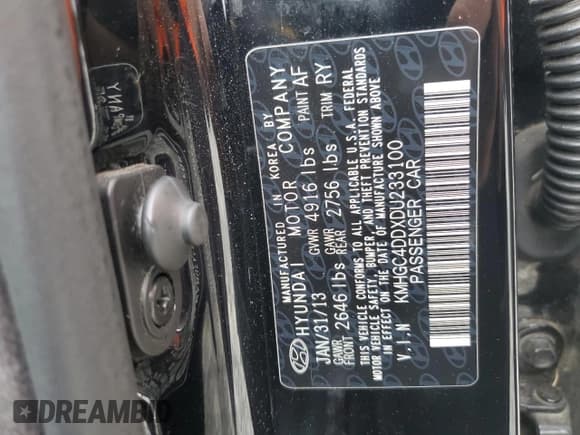 MANUFACTURED IN KOREA BY
HYUNDAI MOTOR COMPANY
JAN/31/13 GVWR 4916 lbs PAINT AF
GAWR FRONT 2646 lbs GAWR REAR 2756 lbs TRIM RY
THIS VEHICLE CONFORMS TO ALL APPLICABLE U.S.A. FEDERAL
MOTOR VEHICLE SAFETY, BUMPER, AND THEFT PREVENTION STANDARDS
IN EFFECT ON THE DATE OF MANUFACTURE SHOWN ABOVE
V.I.N KMHGC4DDXDU233100
PASSENGER CAR
DREAMBID